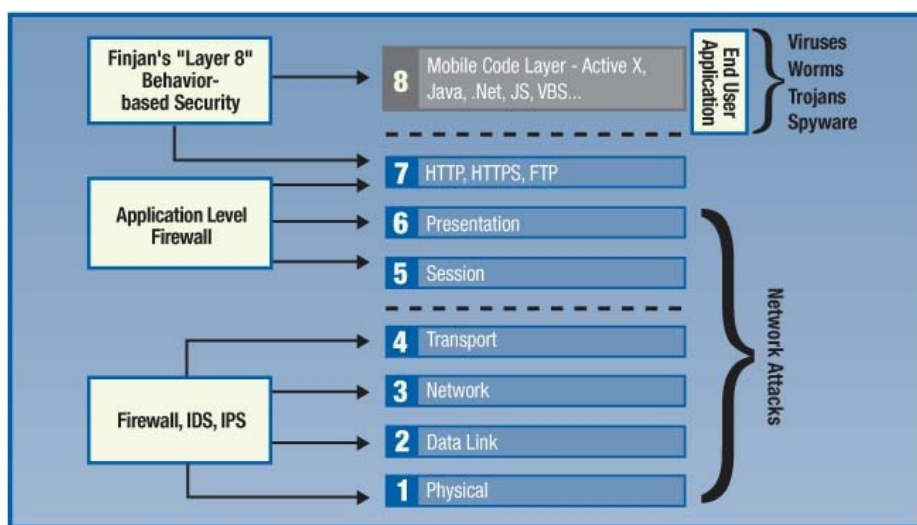 Finjan's "Layer 8"
Behavior-
based Security
8
Mobile Code Layer - Active X,
Java, .Net, JS, VBS...
End User
Application
Viruses
Worms
Trojans
Spyware
7 HTTP, HTTPS, FTP
Application Level
Firewall
6 Presentation
5 Session
4 Transport
3 Network
Firewall, IDS, IPS
2 Data Link
1 Physical
Network Attacks